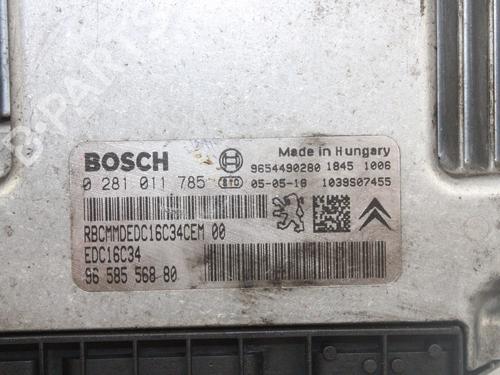 BOSCH
Made in Hungary
9654490280 1845 1006
0 281 011 785
05-05-18 1039S07455
RBCMMDEDC16C34CEM 00
EDC16C34
96 585 568 80
B-PARTS